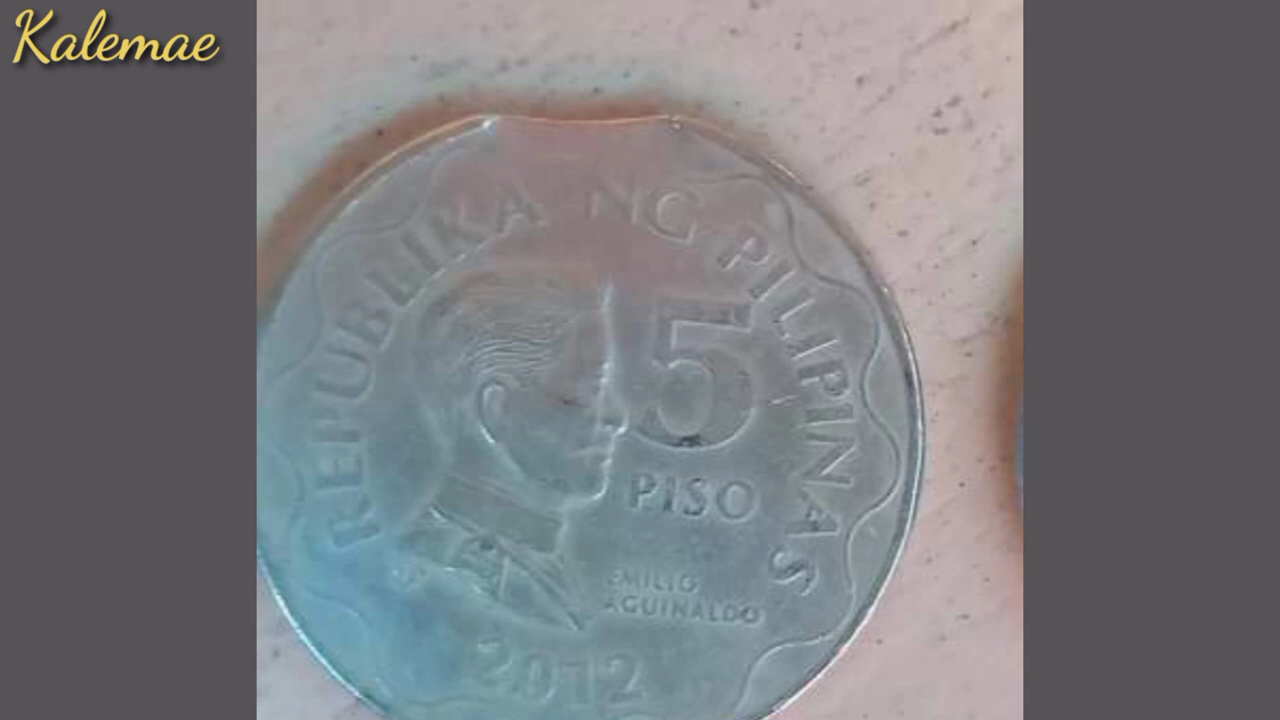 Kalemae
REPUBLIKA NG PILIPINAS
5
PISO
EMILIO
AGUINALDO
2012